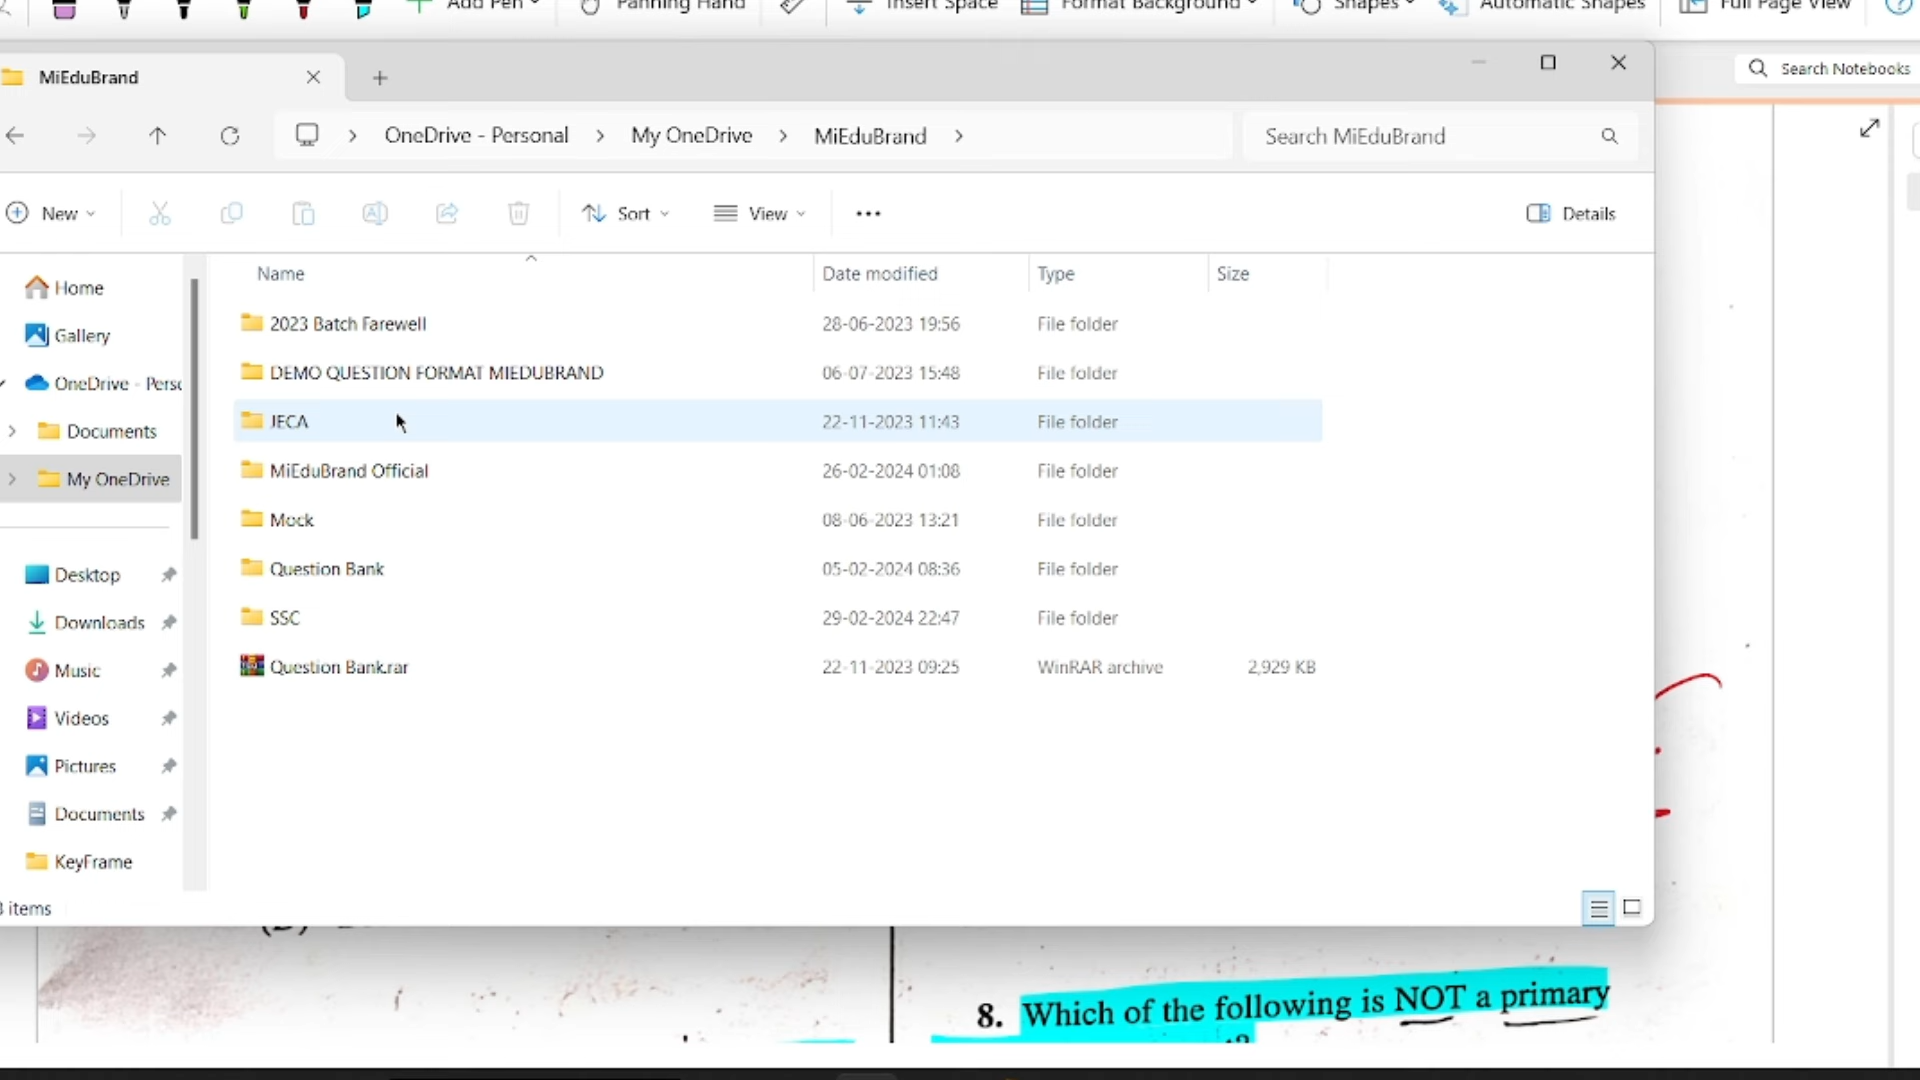 Add Pen
Panning Hand
Insert Space
Format Background
Shapes
Automatic Shapes
Full Page View
MiEduBrand
Search Notebooks
OneDrive - Personal > My OneDrive > MiEduBrand >
Search MiEduBrand
New
Sort
View
Details
Name Date modified Type Size
Home
Gallery
OneDrive - Perso
Documents
My OneDrive
Desktop
Downloads
Music
Videos
Pictures
Documents
KeyFrame
2023 Batch Farewell 28-06-2023 19:56 File folder
DEMO QUESTION FORMAT MIEDUBRAND 06-07-2023 15:48 File folder
JECA 22-11-2023 11:43 File folder
MiEduBrand Official 26-02-2024 01:08 File folder
Mock 08-06-2023 13:21 File folder
Question Bank 05-02-2024 08:36 File folder
SSC 29-02-2024 22:47 File folder
Question Bank.rar 22-11-2023 09:25 WinRAR archive 2,929 KB
items
8. Which of the following is NOT a primary